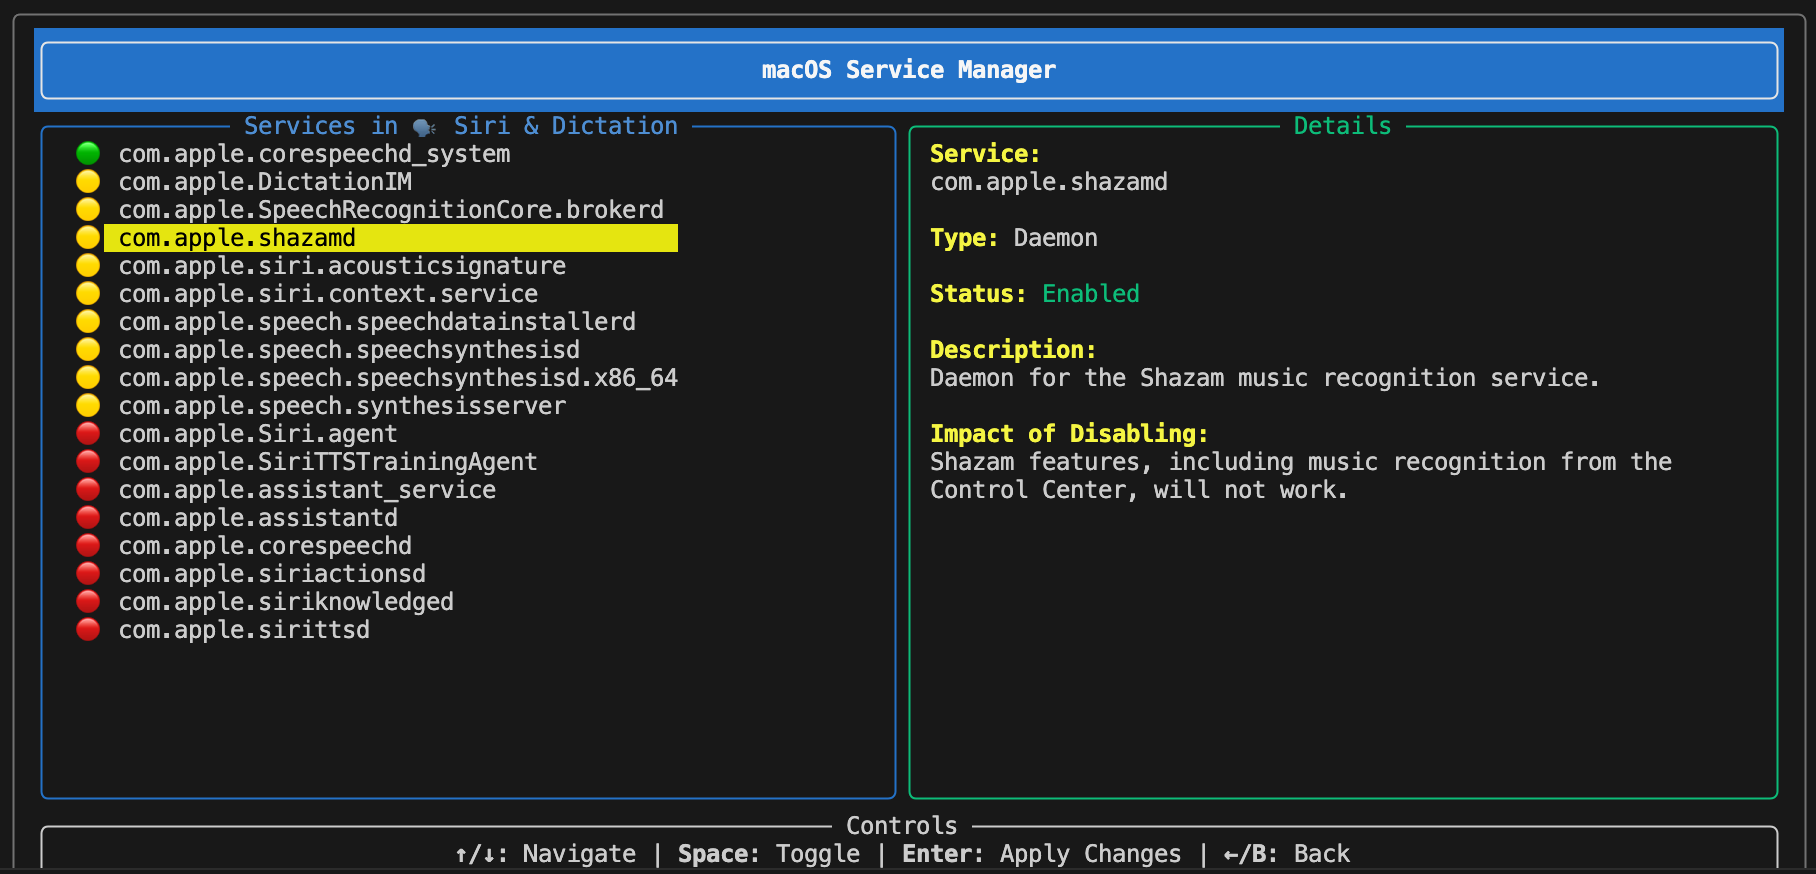 macOS Service Manager
Services in 🗣 Siri & Dictation
com.apple.corespeechd_system
com.apple.DictationIM
com.apple.SpeechRecognitionCore.brokerd
com.apple.shazamd
com.apple.siri.acousticsignature
com.apple.siri.context.service
com.apple.speech.speechdatainstallerd
com.apple.speech.speechsynthesisd
com.apple.speech.speechsynthesisd.x86_64
com.apple.speech.synthesisserver
com.apple.Siri.agent
com.apple.SiriTTSTrainingAgent
com.apple.assistant_service
com.apple.assistantd
com.apple.corespeechd
com.apple.siriactionsd
com.apple.siriknowledged
com.apple.sirittsd
Details
Service:
com.apple.shazamd
Type: Daemon
Status: Enabled
Description:
Daemon for the Shazam music recognition service.
Impact of Disabling:
Shazam features, including music recognition from the
Control Center, will not work.
Controls
↑/↓: Navigate | Space: Toggle | Enter: Apply Changes | ←/B: Back